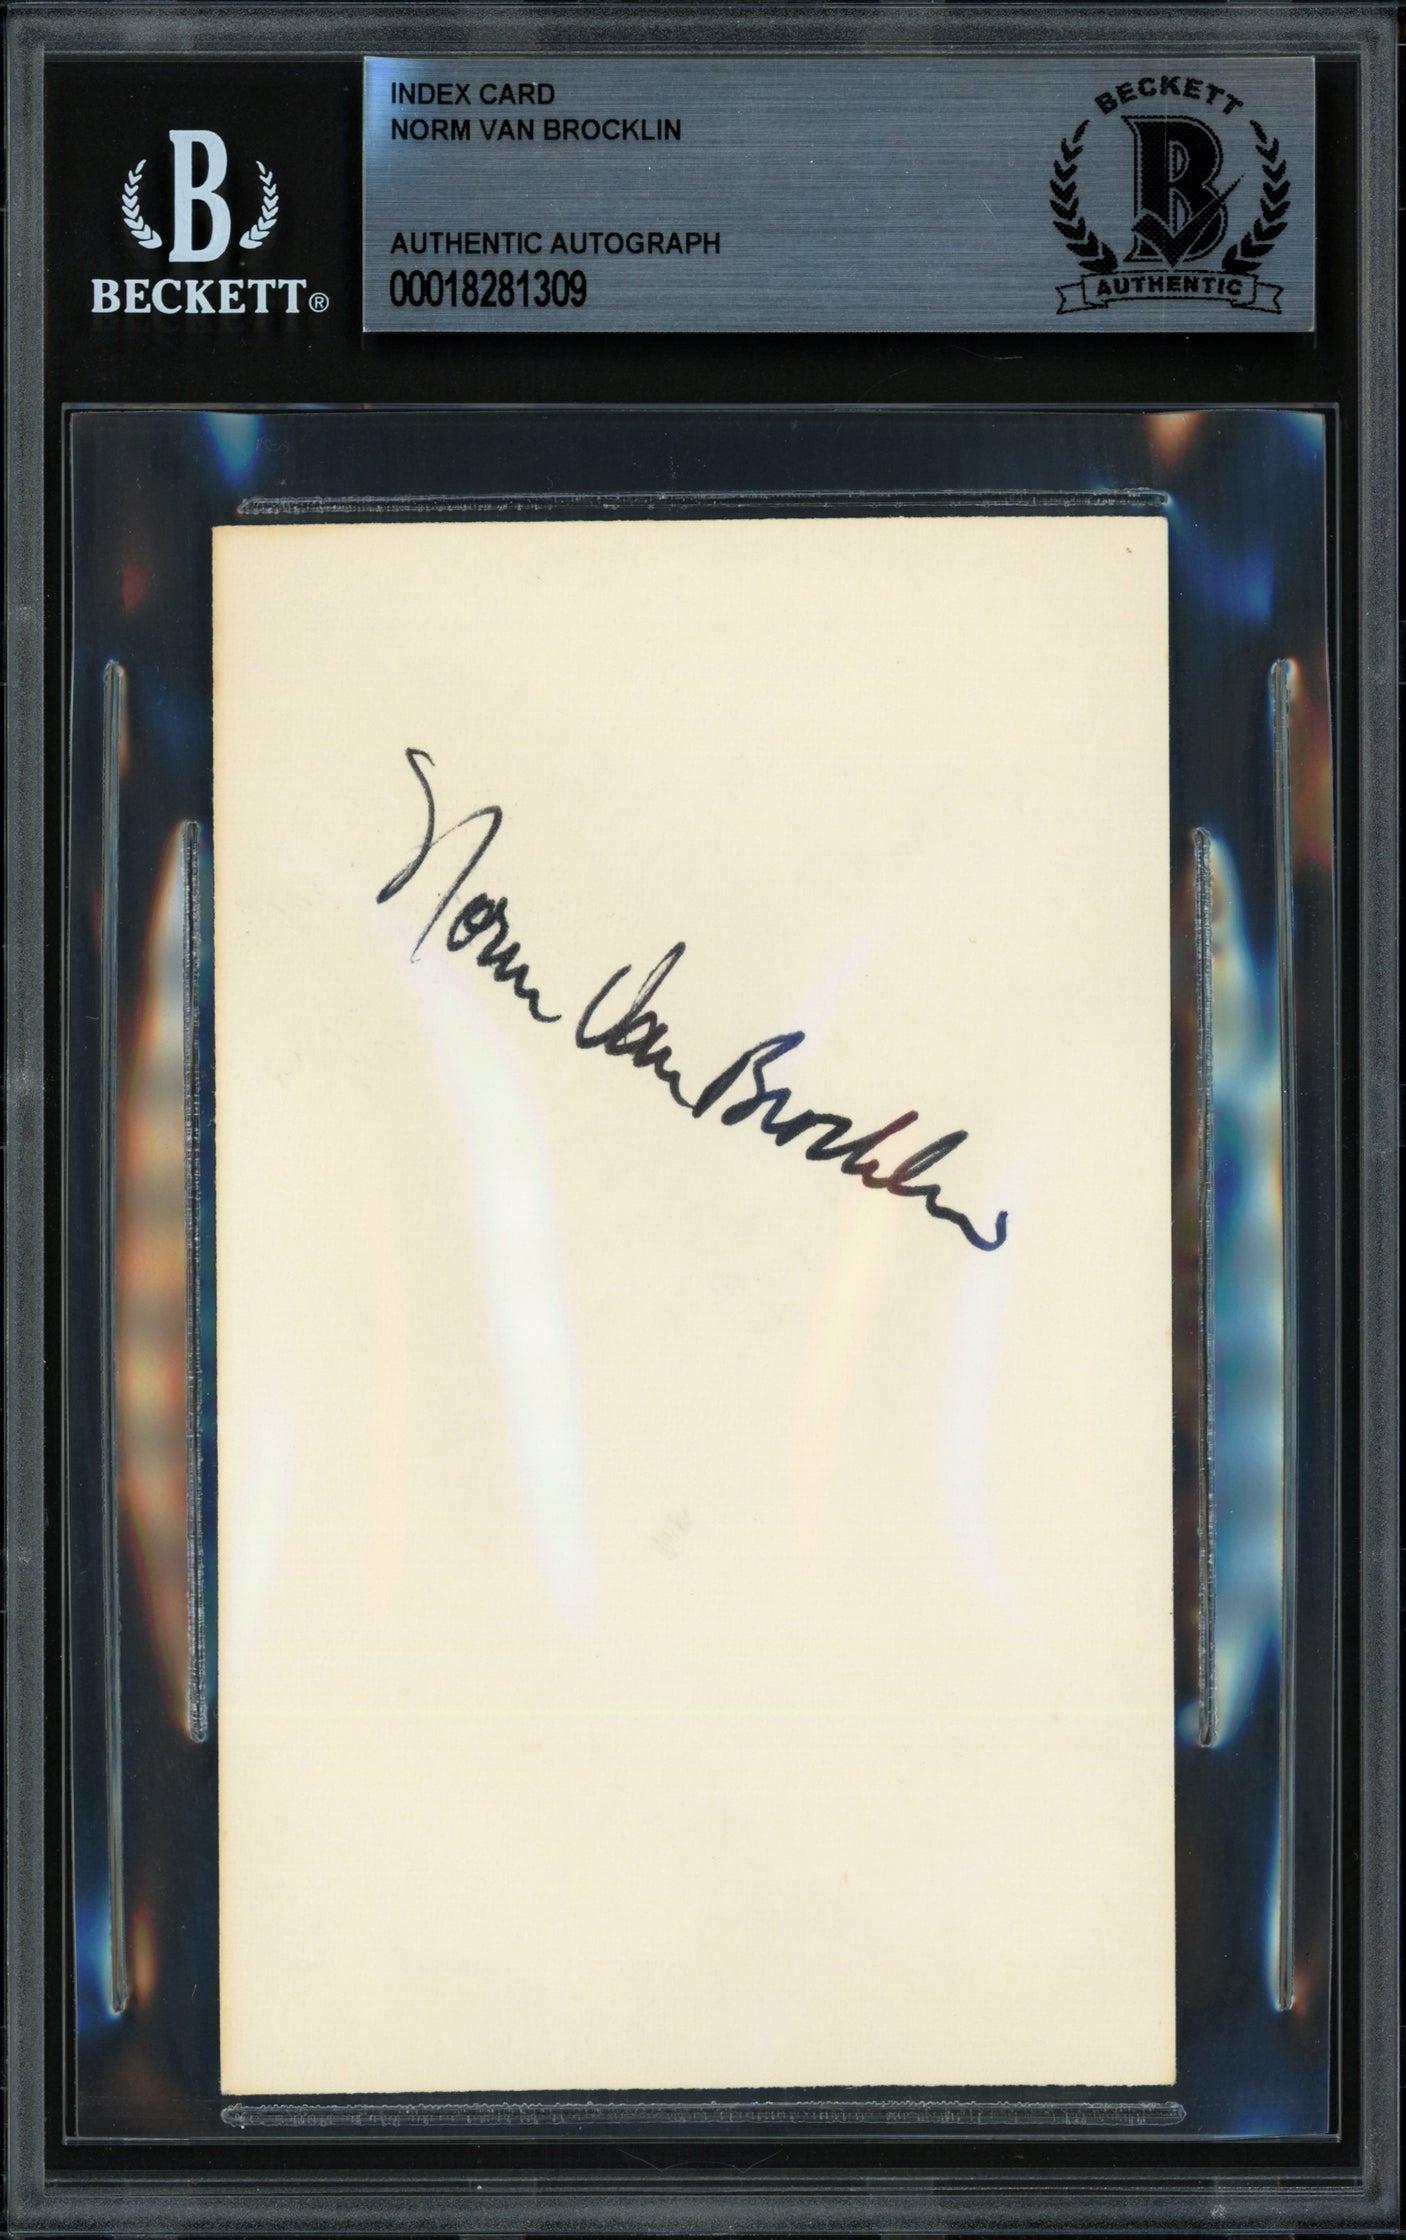 B
BECKETT®
INDEX CARD
NORM VAN BROCKLIN
AUTHENTIC AUTOGRAPH
00018281309
BECKETT
B
AUTHENTIC
Norm Van Brocklin